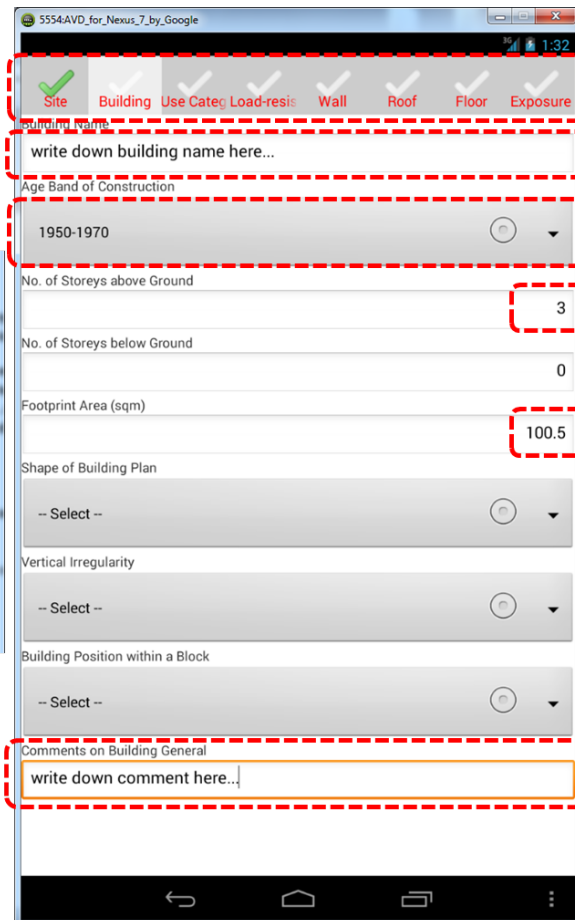 5554:AVD_for_Nexus_7_by_Google
3G 1:32
Site Building Use Categ Load-resis Wall Roof Floor Exposure
Building Name
write down building name here...
Age Band of Construction
1950-1970
No. of Storeys above Ground
3
No. of Storeys below Ground
0
Footprint Area (sqm)
100.5
Shape of Building Plan
-- Select --
Vertical Irregularity
-- Select --
Building Position within a Block
-- Select --
Comments on Building General
write down comment here...